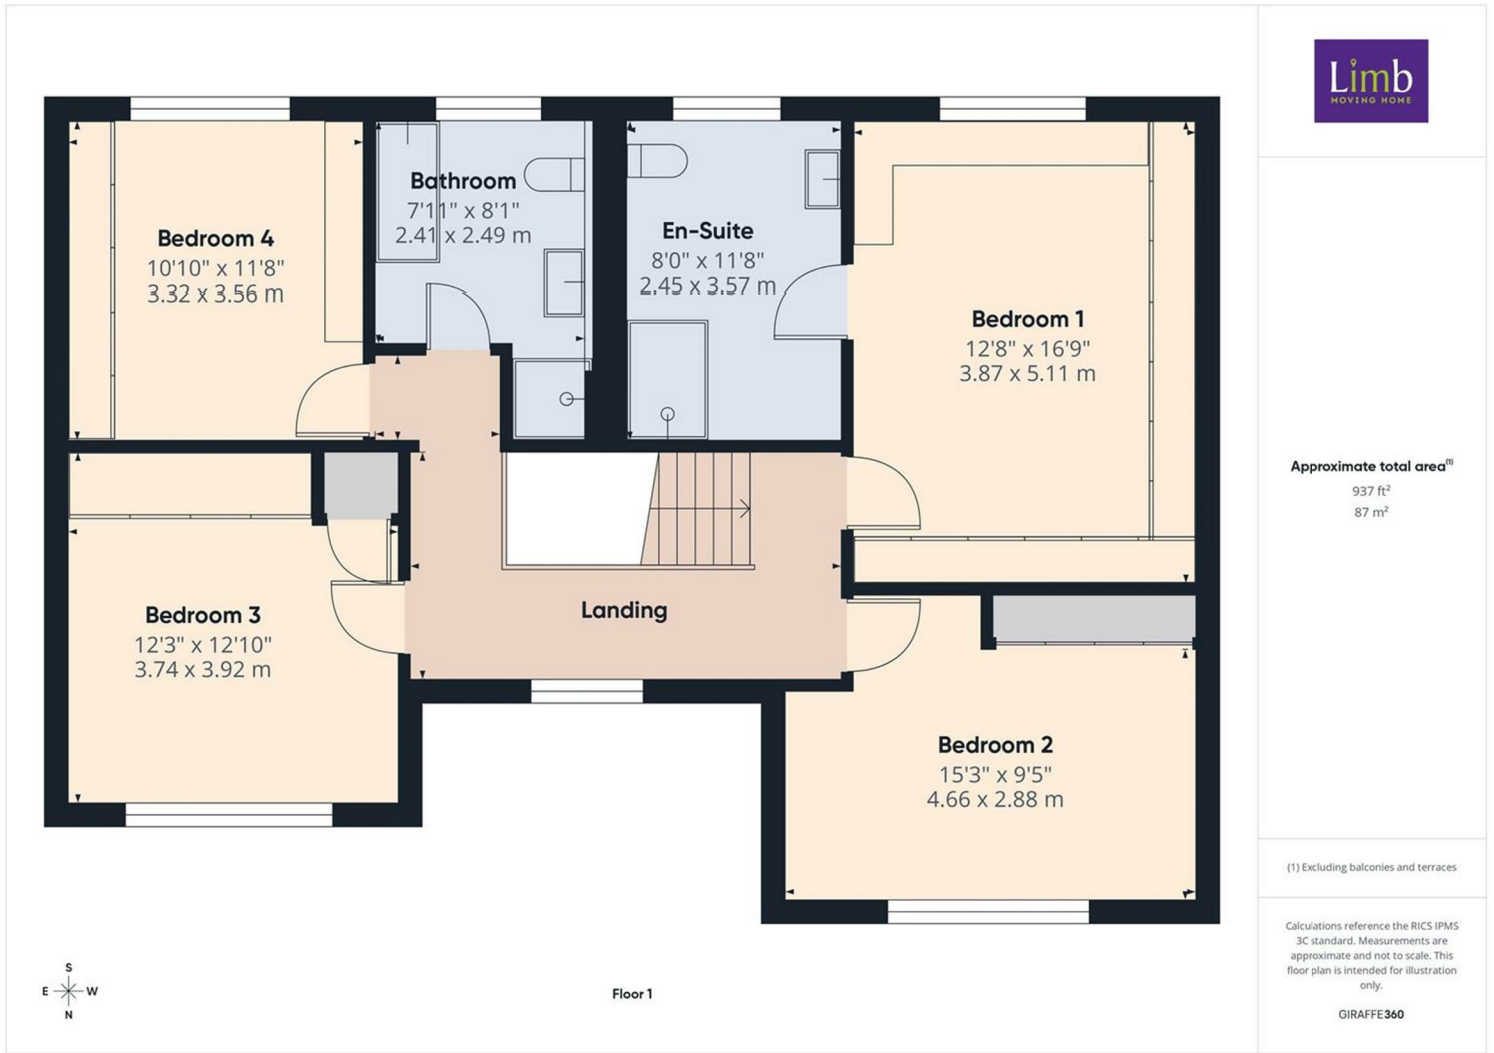 Limb
MOVING HOME
Bedroom 4
10'10" x 11'8"
3.32 x 3.56 m
Bathroom
7'11" x 8'1"
2.41 x 2.49 m
En-Suite
8'0" x 11'8"
2.45 x 3.57 m
Bedroom 1
12'8" x 16'9"
3.87 x 5.11 m
Bedroom 3
12'3" x 12'10"
3.74 x 3.92 m
Landing
Bedroom 2
15'3" x 9'5"
4.66 x 2.88 m
S
E W
N
Floor 1
Approximate total area(1)
937 ft²
87 m²
(1) Excluding balconies and terraces
Calculations reference the RICS IPMS
3C standard. Measurements are
approximate and not to scale. This
floor plan is intended for illustration
only.
GIRAFFE360